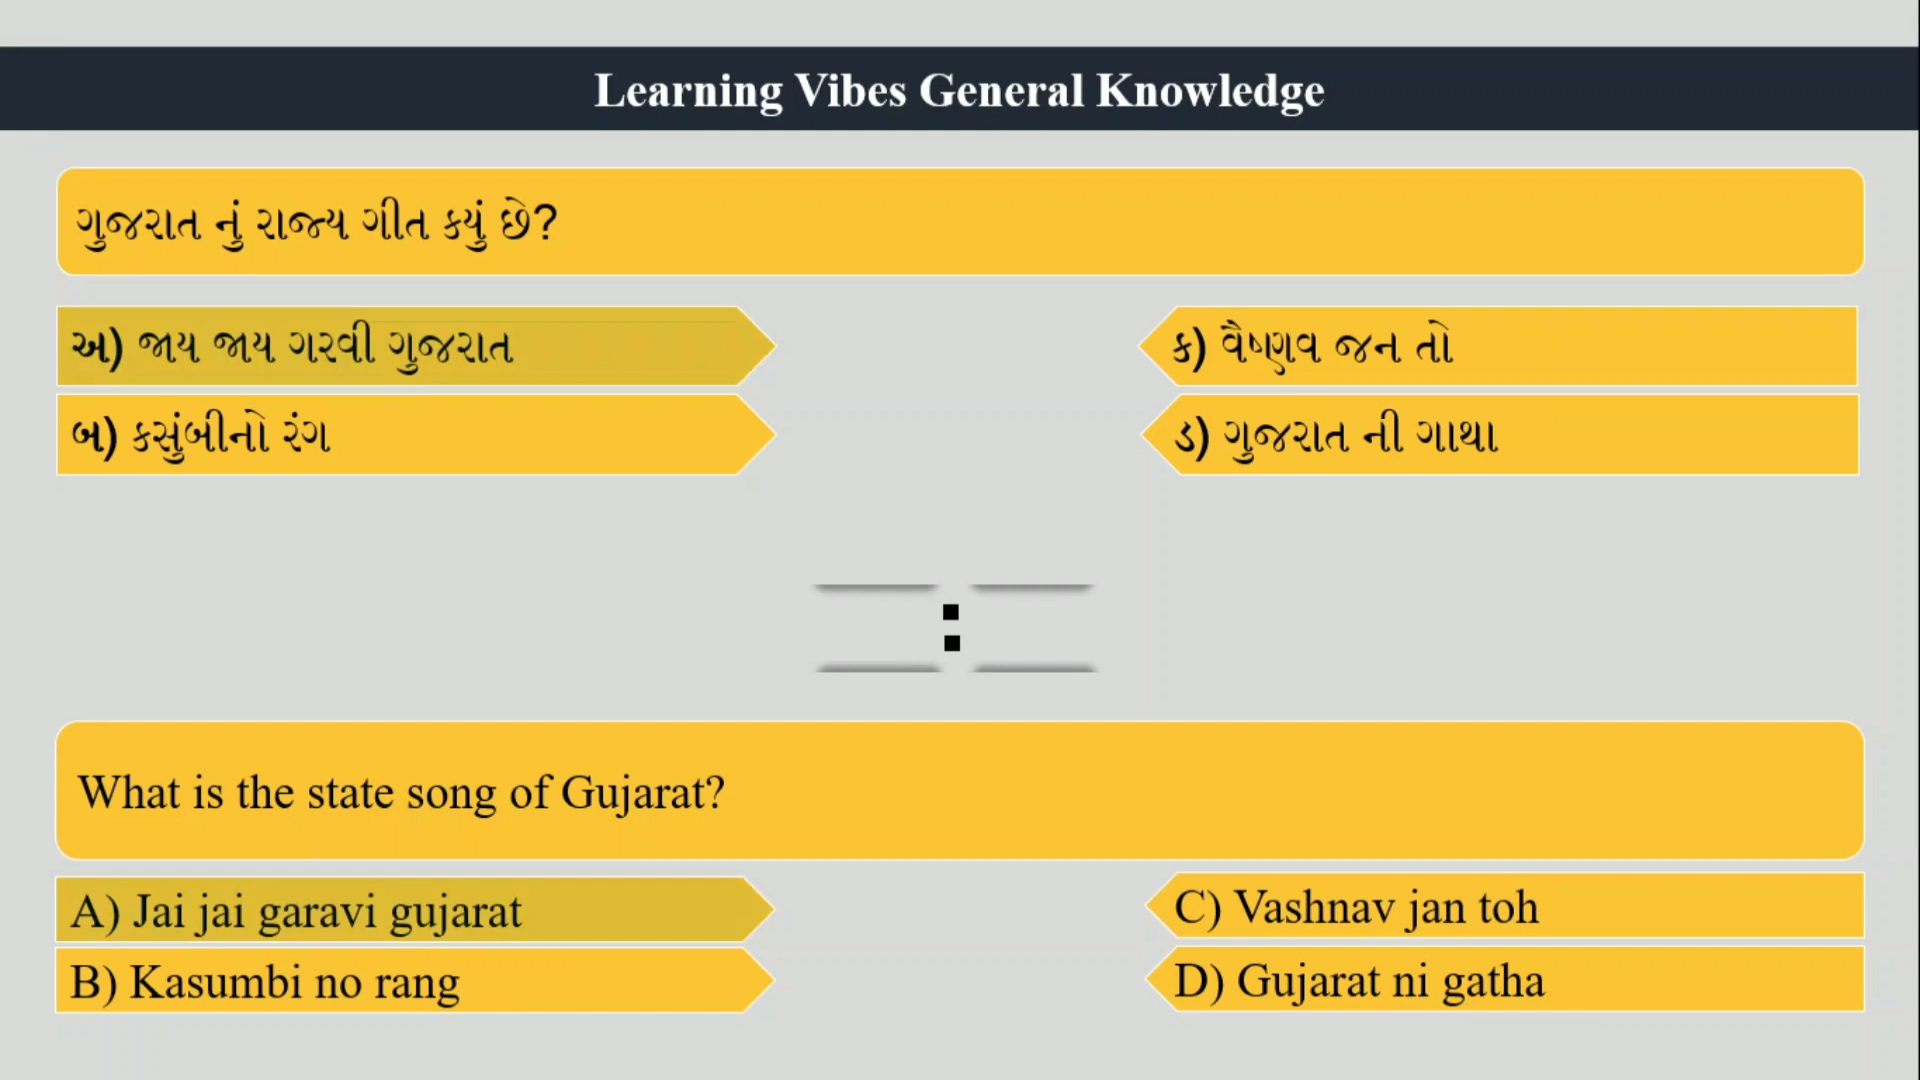 Learning Vibes General Knowledge
ગુજરાત નું રાજ્ય ગીત કયું છે?
અ) જાય જાય ગરવી ગુજરાત
બ) કસુંબીનો રંગ
ક) વૈષ્ણવ જન તો
ડ) ગુજરાત ની ગાથા
:
What is the state song of Gujarat?
A) Jai jai garavi gujarat
B) Kasumbi no rang
C) Vashnav jan toh
D) Gujarat ni gatha